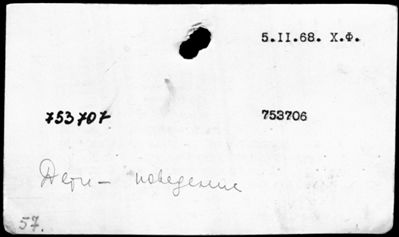 5.II.68. Х.Ф.
753707 753706
Дети - поведение
57.